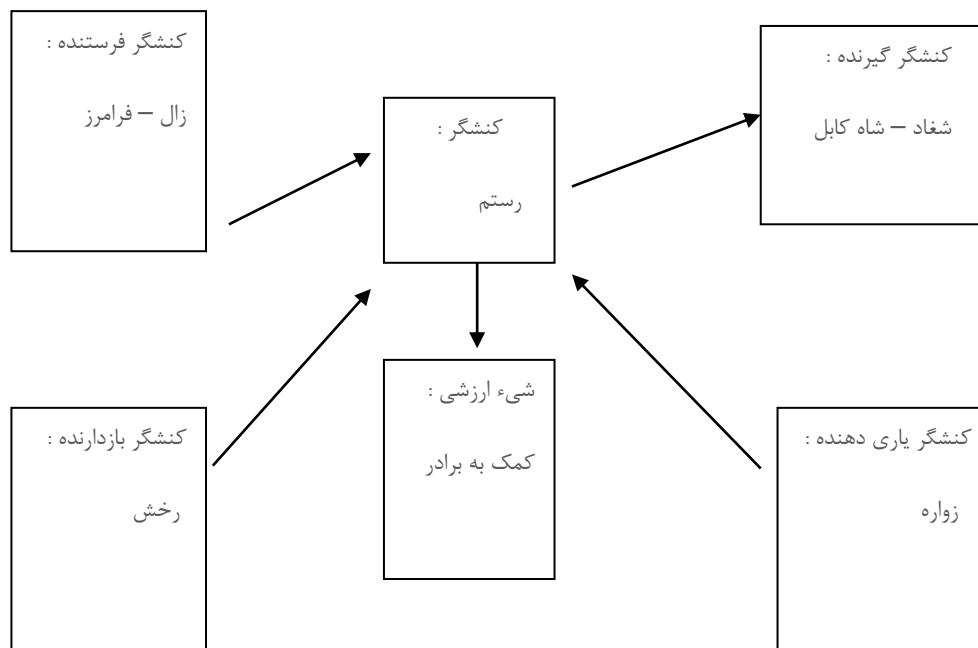 کنشگر گیرنده :
شغاد – شاه کابل
کنشگر :
رستم
کنشگر فرستنده :
زال – فرامرز
شیء ارزشی :
کمک به برادر
کنشگر یاری دهنده :
زواره
کنشگر بازدارنده :
رخش